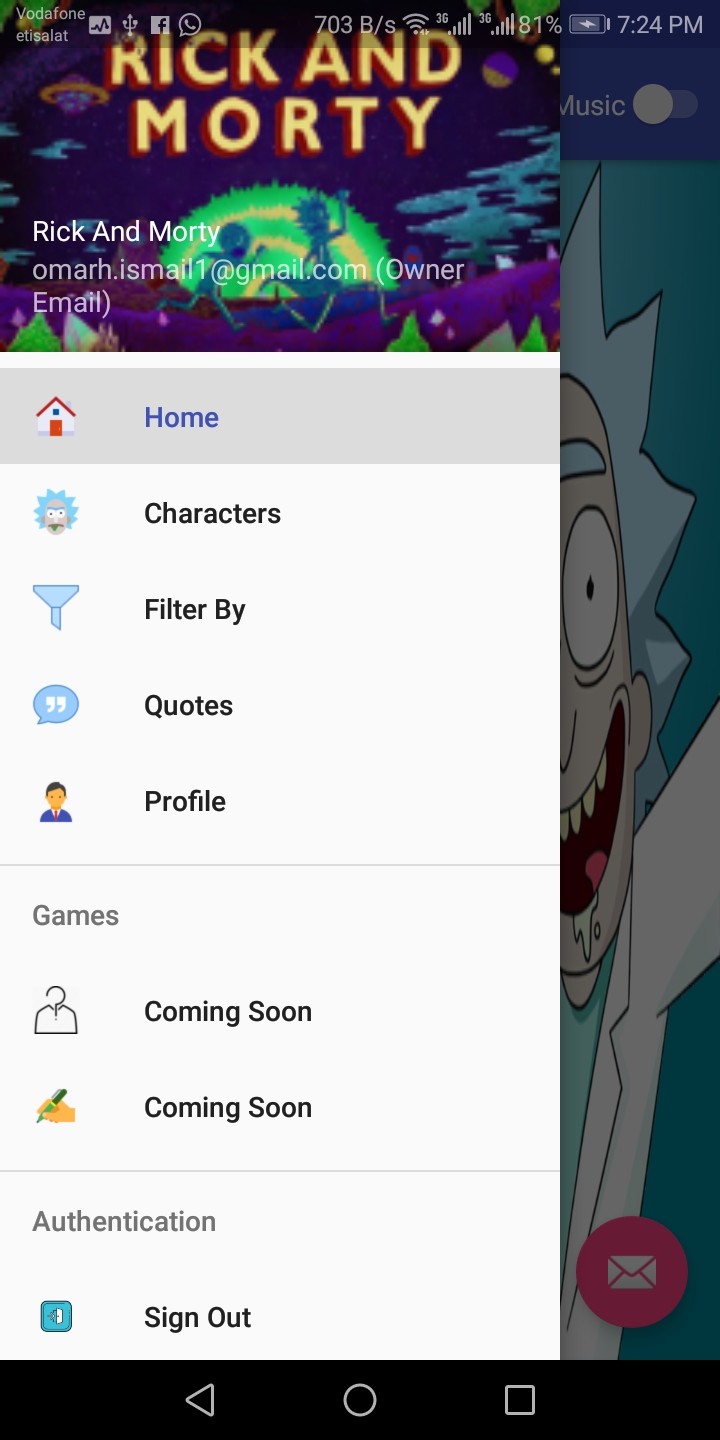 Vodafone
etisalat
703 B/s 3G 3G 81% 7:24 PM
RICK AND
MORTY
Music
Rick And Morty
omarh.ismail1@gmail.com (Owner
Email)
Home
Characters
Filter By
Quotes
Profile
Games
Coming Soon
Coming Soon
Authentication
Sign Out